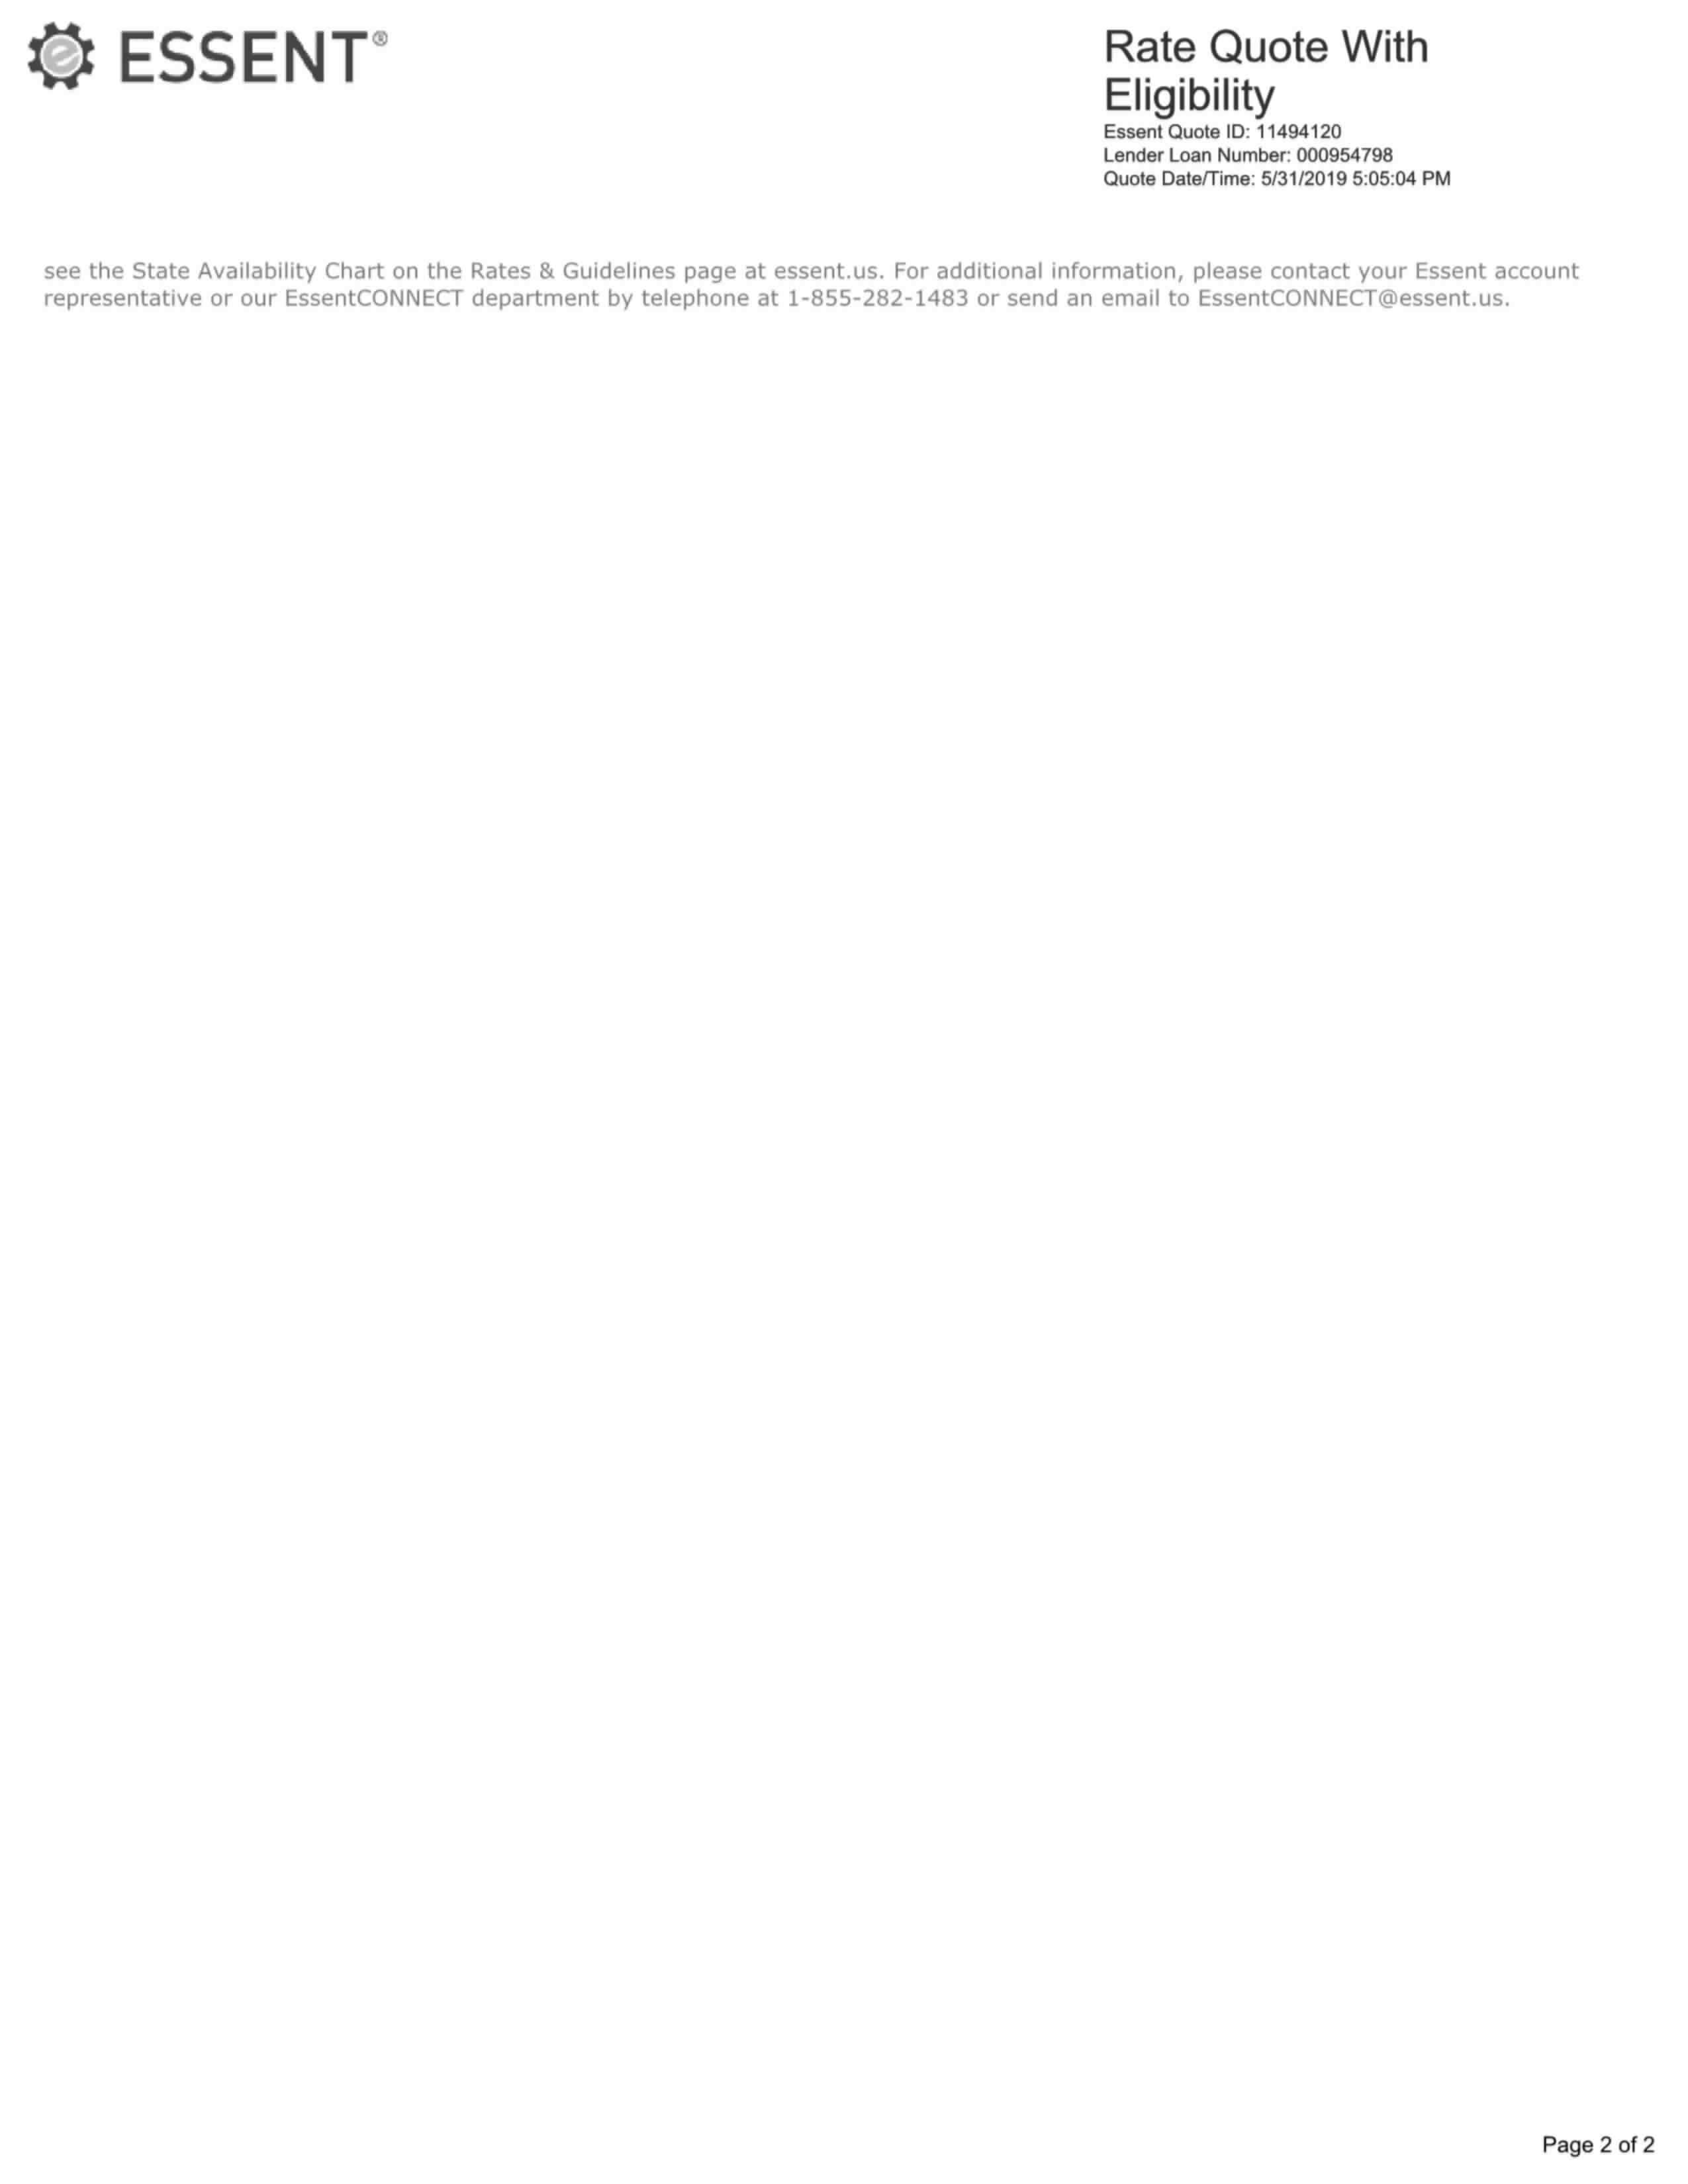 ESSENT®
Rate Quote With
Eligibility
Essent Quote ID: 11494120
Lender Loan Number: 000954798
Quote Date/Time: 5/31/2019 5:05:04 PM
see the State Availability Chart on the Rates & Guidelines page at essent.us. For additional information, please contact your Essent account
representative or our EssentCONNECT department by telephone at 1-855-282-1483 or send an email to EssentCONNECT@essent.us.
Page 2 of 2